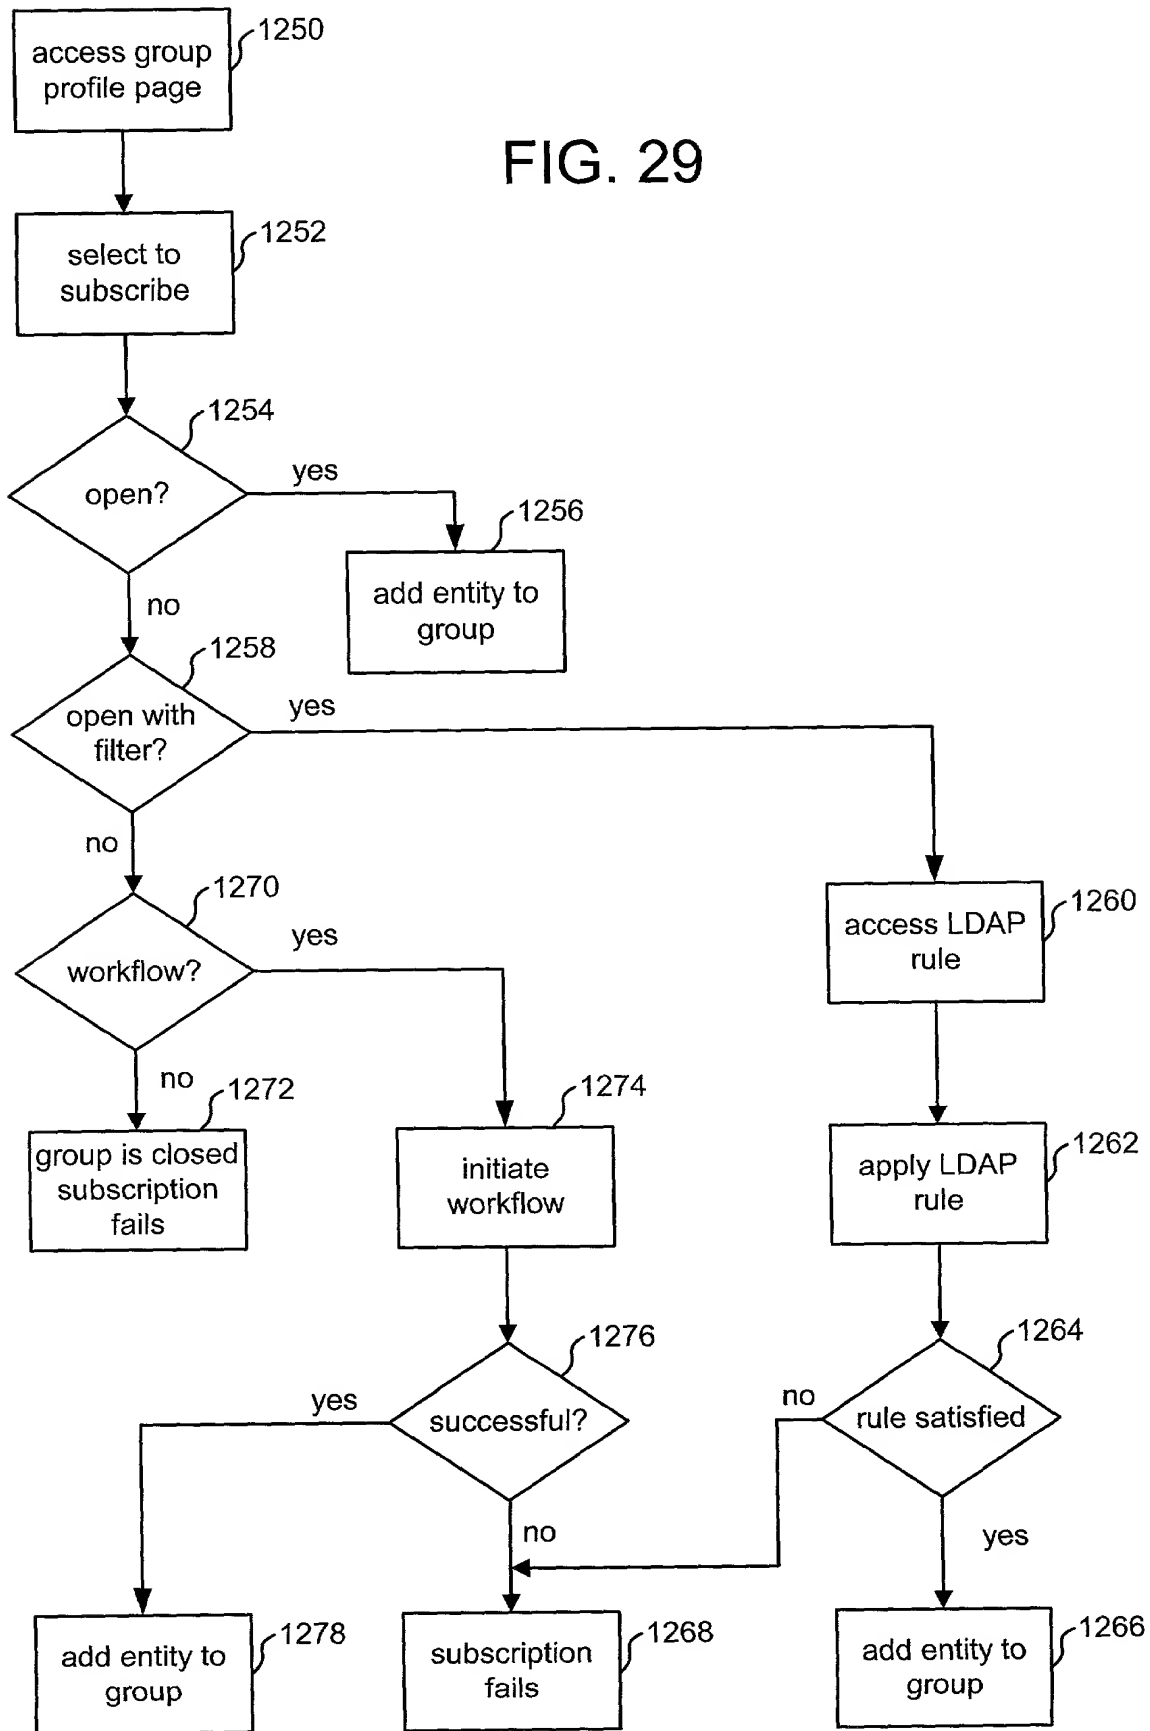 1250
access group
profile page
FIG. 29
1252
select to
subscribe
1254
open?
yes
1256
add entity to
group
no
1258
open with
filter?
yes
no
1270
workflow?
yes
1260
access LDAP
rule
no
1272
group is closed
subscription
fails
1274
initiate
workflow
1262
apply LDAP
rule
1276
successful?
yes
1264
rule satisfied
no
no
yes
1278
add entity to
group
1268
subscription
fails
1266
add entity to
group